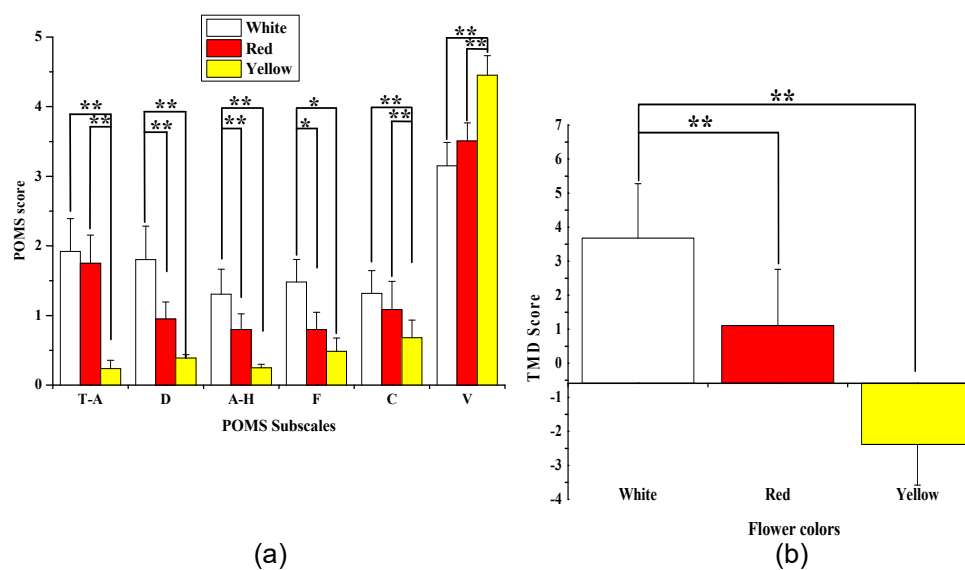 White
Red
Yellow
5
4
3
2
1
0
POMS score
** ** ** ** ** ** * * ** ** ** **
T-A D A-H F C V
POMS Subscales
(a)
** **
7
6
5
4
3
2
1
0
-1
-2
-3
-4
TMD Score
White Red Yellow
Flower colors
(b)